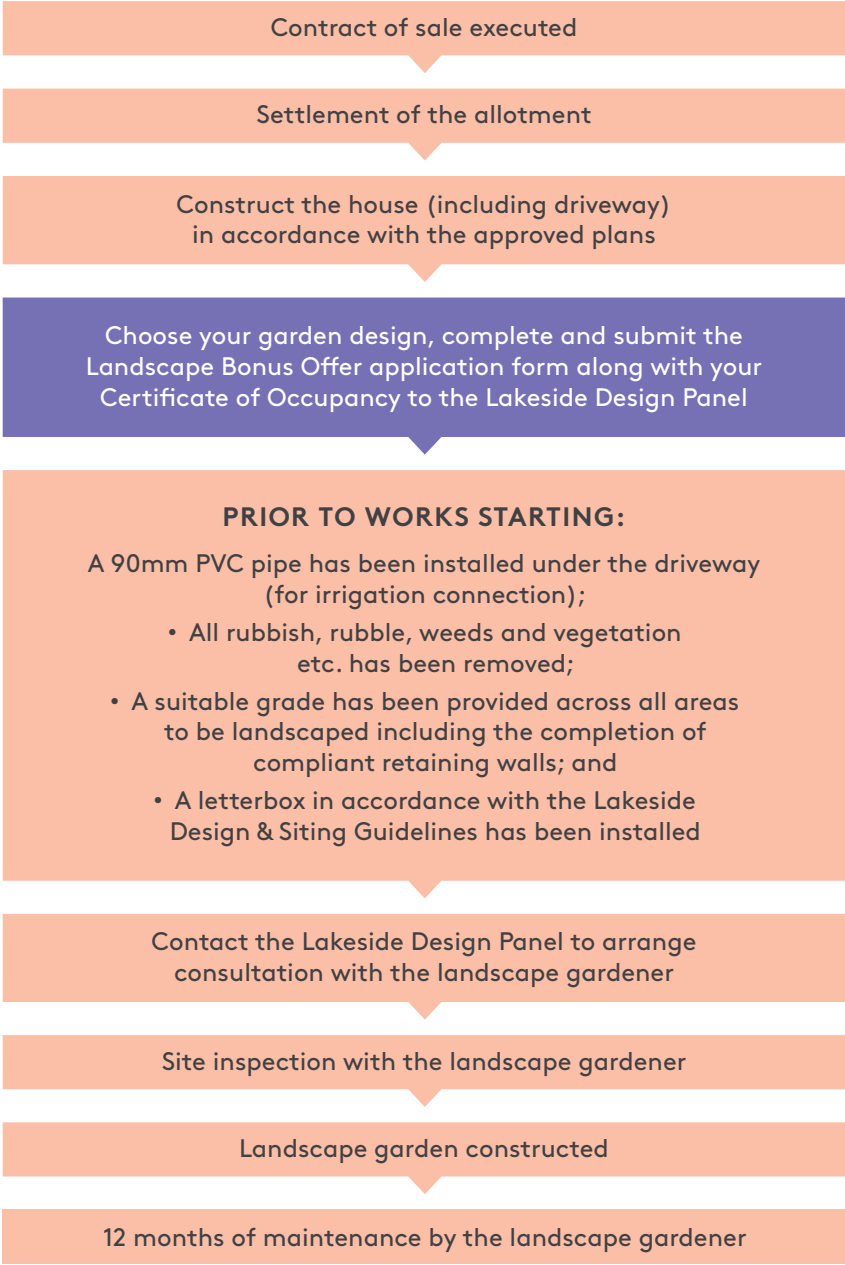 Contract of sale executed
Settlement of the allotment
Construct the house (including driveway)
in accordance with the approved plans
Choose your garden design, complete and submit the
Landscape Bonus Offer application form along with your
Certificate of Occupancy to the Lakeside Design Panel
PRIOR TO WORKS STARTING:
A 90mm PVC pipe has been installed under the driveway
(for irrigation connection);
• All rubbish, rubble, weeds and vegetation
etc. has been removed;
• A suitable grade has been provided across all areas
to be landscaped including the completion of
compliant retaining walls; and
• A letterbox in accordance with the Lakeside
Design & Siting Guidelines has been installed
Contact the Lakeside Design Panel to arrange
consultation with the landscape gardener
Site inspection with the landscape gardener
Landscape garden constructed
12 months of maintenance by the landscape gardener